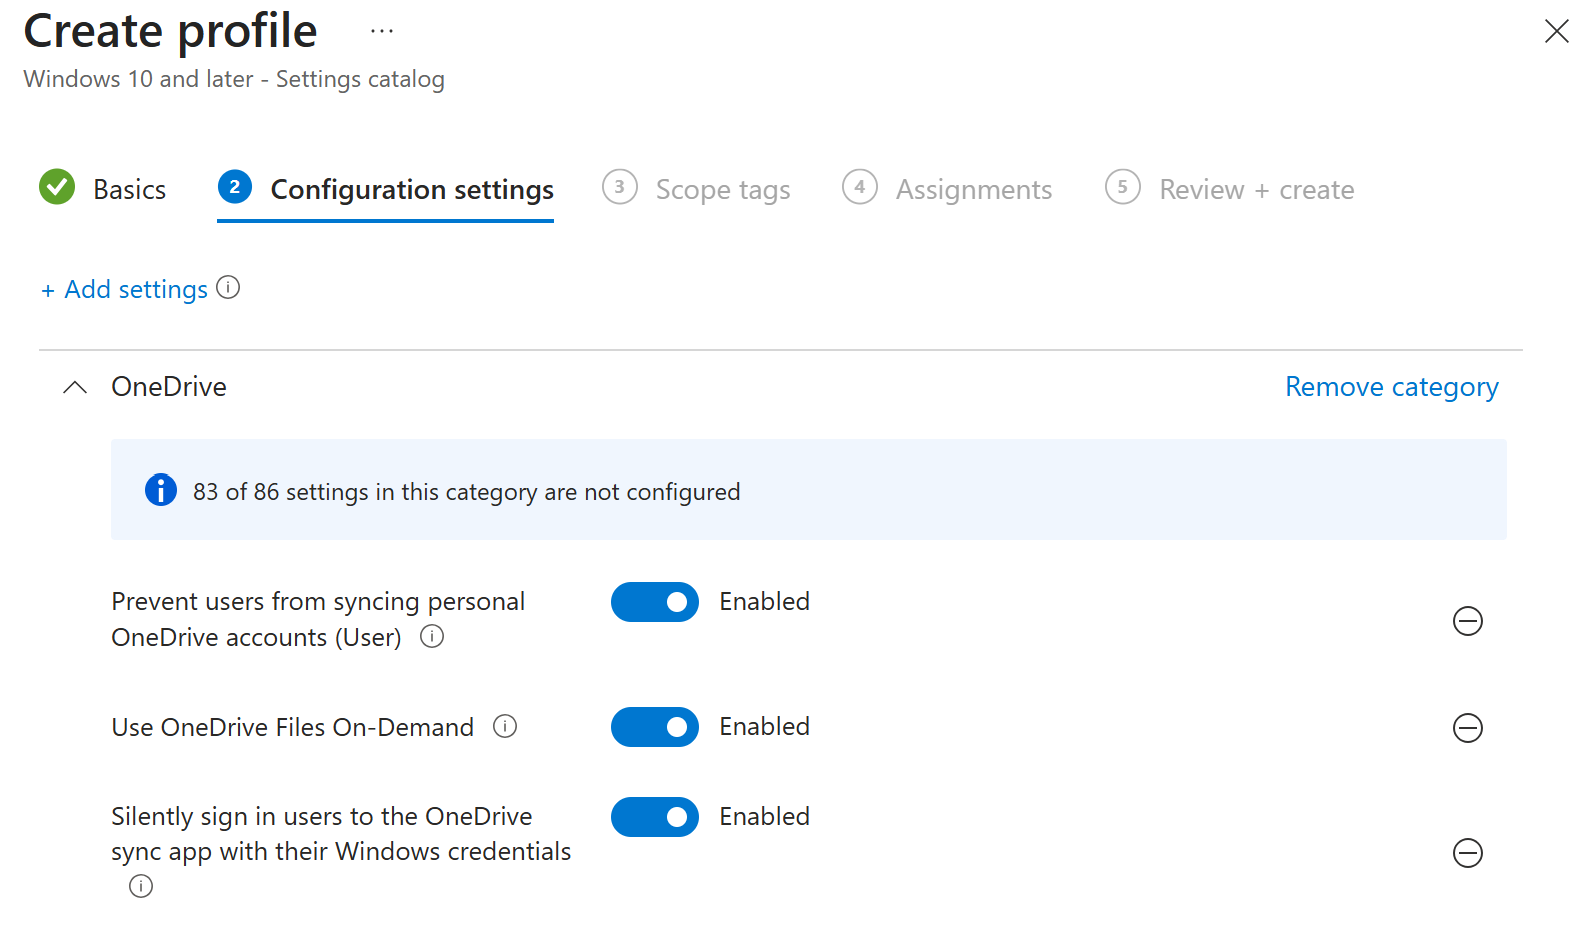 Create profile ...
Windows 10 and later - Settings catalog
Basics 2 Configuration settings 3 Scope tags 4 Assignments 5 Review + create
+ Add settings
OneDrive Remove category
83 of 86 settings in this category are not configured
Prevent users from syncing personal
OneDrive accounts (User)
Enabled
Use OneDrive Files On-Demand Enabled
Silently sign in users to the OneDrive
sync app with their Windows credentials
Enabled